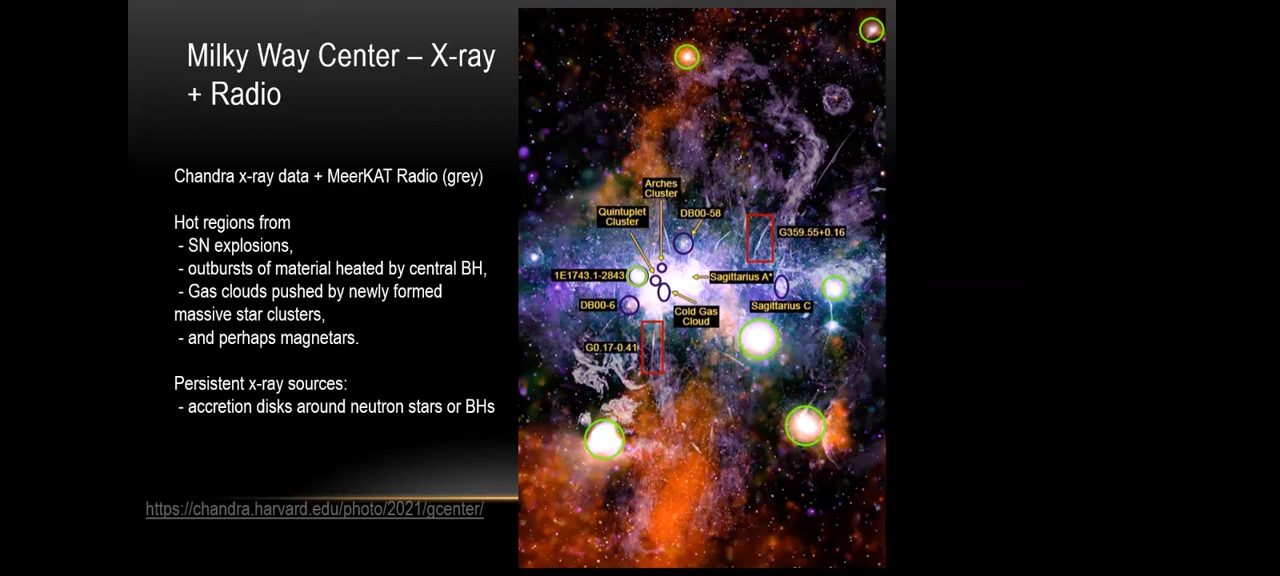 Milky Way Center – X-ray
+ Radio
Chandra x-ray data + MeerKAT Radio (grey)
Hot regions from
- SN explosions,
- outbursts of material heated by central BH,
- Gas clouds pushed by newly formed
massive star clusters,
- and perhaps magnetars.
Persistent x-ray sources:
- accretion disks around neutron stars or BHs
https://chandra.harvard.edu/photo/2021/gcenter/
Arches
Cluster
Quintuplet
Cluster
DB00-58
G359.55+0.16
1E1743.1-2843
Sagittarius A*
DB00-6
Cold Gas
Cloud
Sagittarius C
G0.17-0.41